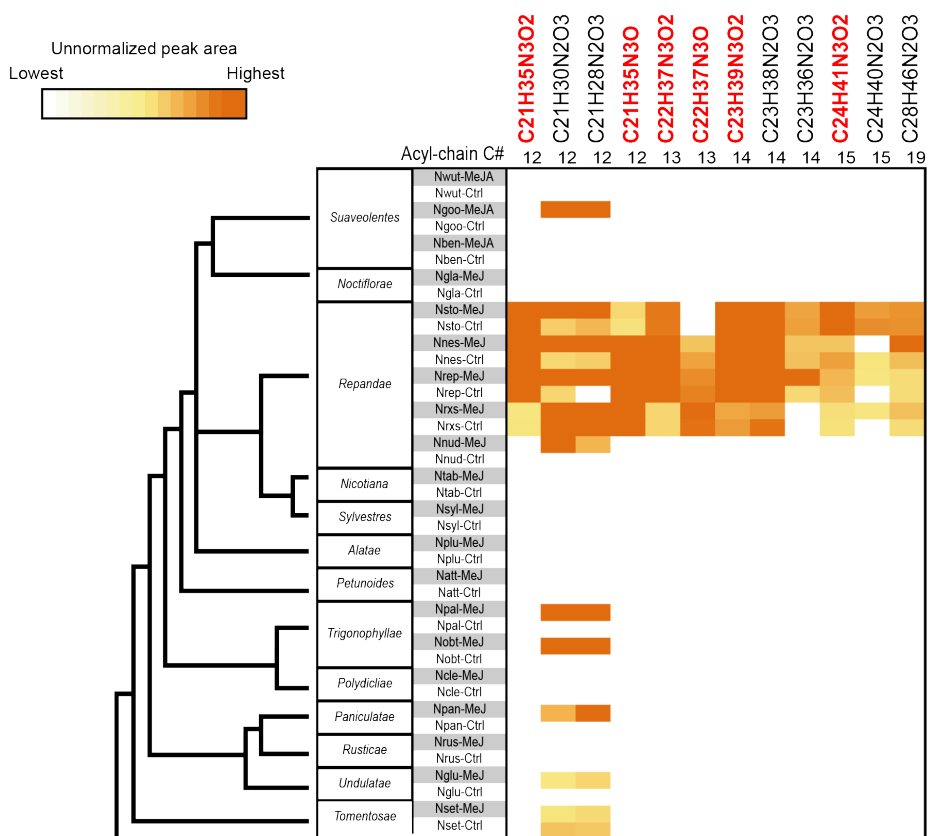 Unnormalized peak area
Lowest Highest
C21H35N3O2
C21H30N2O3
C21H28N2O3
C21H35N3O
C22H37N3O2
C22H37N3O
C23H39N3O2
C23H38N2O3
C23H36N2O3
C24H41N3O2
C24H40N2O3
C28H46N2O3
Acyl-chain C# 12 12 12 12 13 13 14 14 14 15 15 19
Suaveolentes
Nwut-MeJA
Nwut-Ctrl
Ngoo-MeJA
Ngoo-Ctrl
Nben-MeJA
Nben-Ctrl
Noctiflorae
Ngla-MeJ
Ngla-Ctrl
Repandae
Nsto-MeJ
Nsto-Ctrl
Nnes-MeJ
Nnes-Ctrl
Nrep-MeJ
Nrep-Ctrl
Nrxs-MeJ
Nrxs-Ctrl
Nnud-MeJ
Nnud-Ctrl
Nicotiana
Ntab-MeJ
Ntab-Ctrl
Sylvestres
Nsyl-MeJ
Nsyl-Ctrl
Alatae
Nplu-MeJ
Nplu-Ctrl
Petunoides
Natt-MeJ
Natt-Ctrl
Trigonophyllae
Npal-MeJ
Npal-Ctrl
Nobt-MeJ
Nobt-Ctrl
Polydicliae
Ncle-MeJ
Ncle-Ctrl
Paniculatae
Npan-MeJ
Npan-Ctrl
Rusticae
Nrus-MeJ
Nrus-Ctrl
Undulatae
Nglu-MeJ
Nglu-Ctrl
Tomentosae
Nset-MeJ
Nset-Ctrl